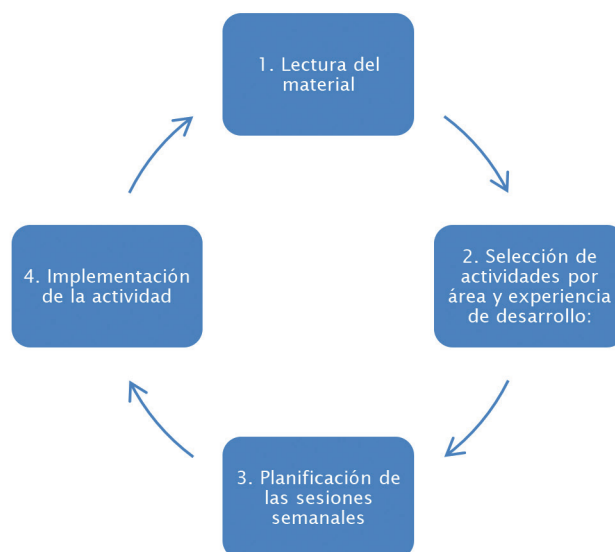 1. Lectura del
material
2. Selección de
actividades por
área y experiencia
de desarrollo:
3. Planificación de
las sesiones
semanales
4. Implementación
de la actividad